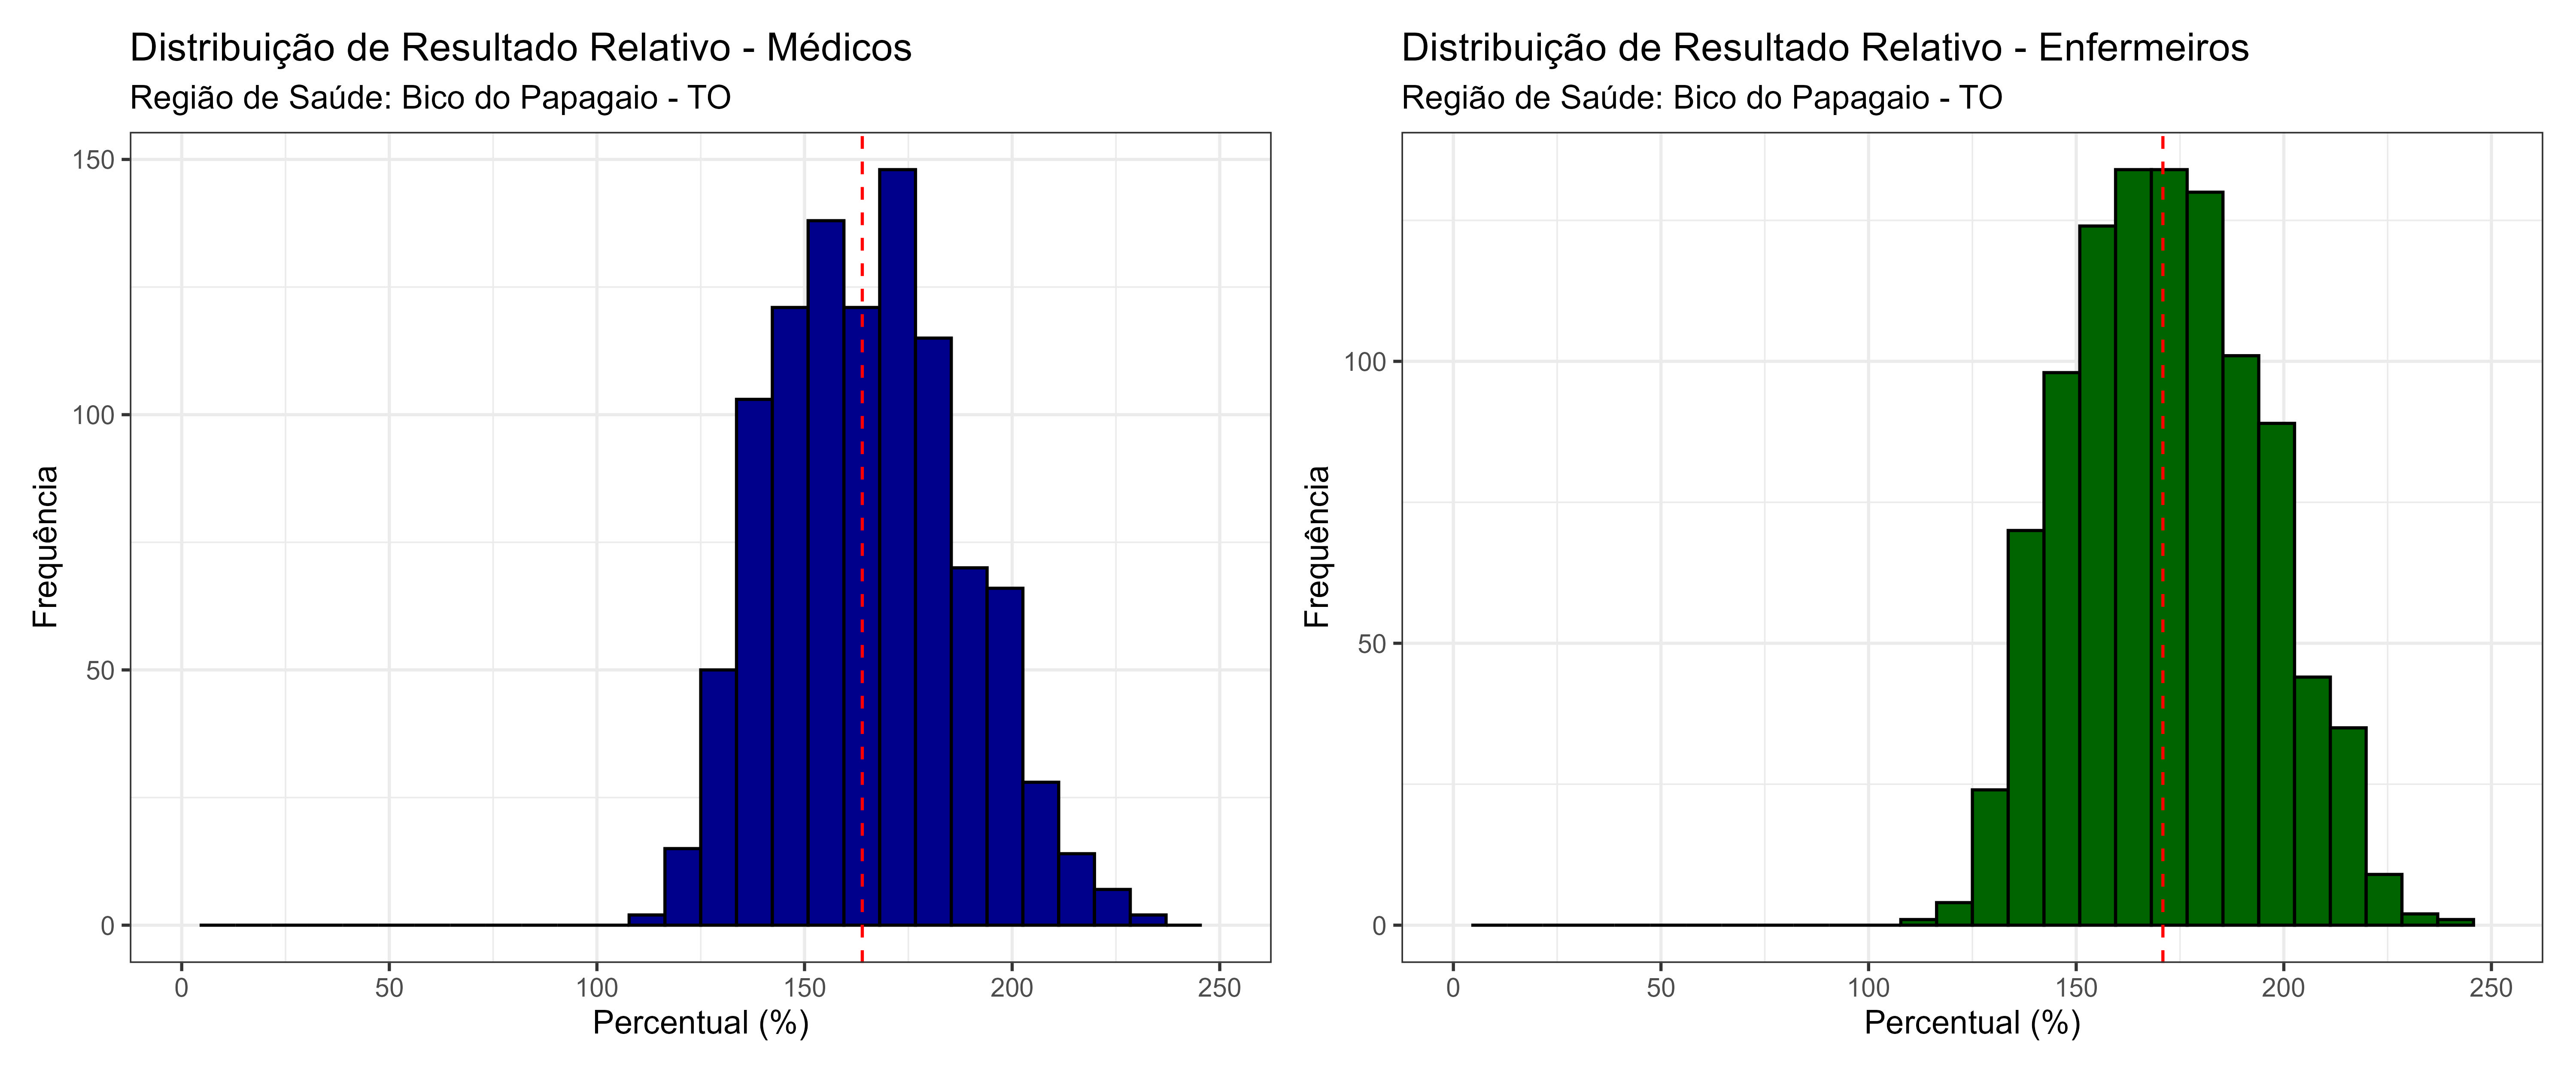 Distribuição de Resultado Relativo - Médicos
Região de Saúde: Bico do Papagaio - TO
150
100
50
0
Frequência
0 50 100 150 200 250
Percentual (%)
Distribuição de Resultado Relativo - Enfermeiros
Região de Saúde: Bico do Papagaio - TO
100
50
0
Frequência
0 50 100 150 200 250
Percentual (%)